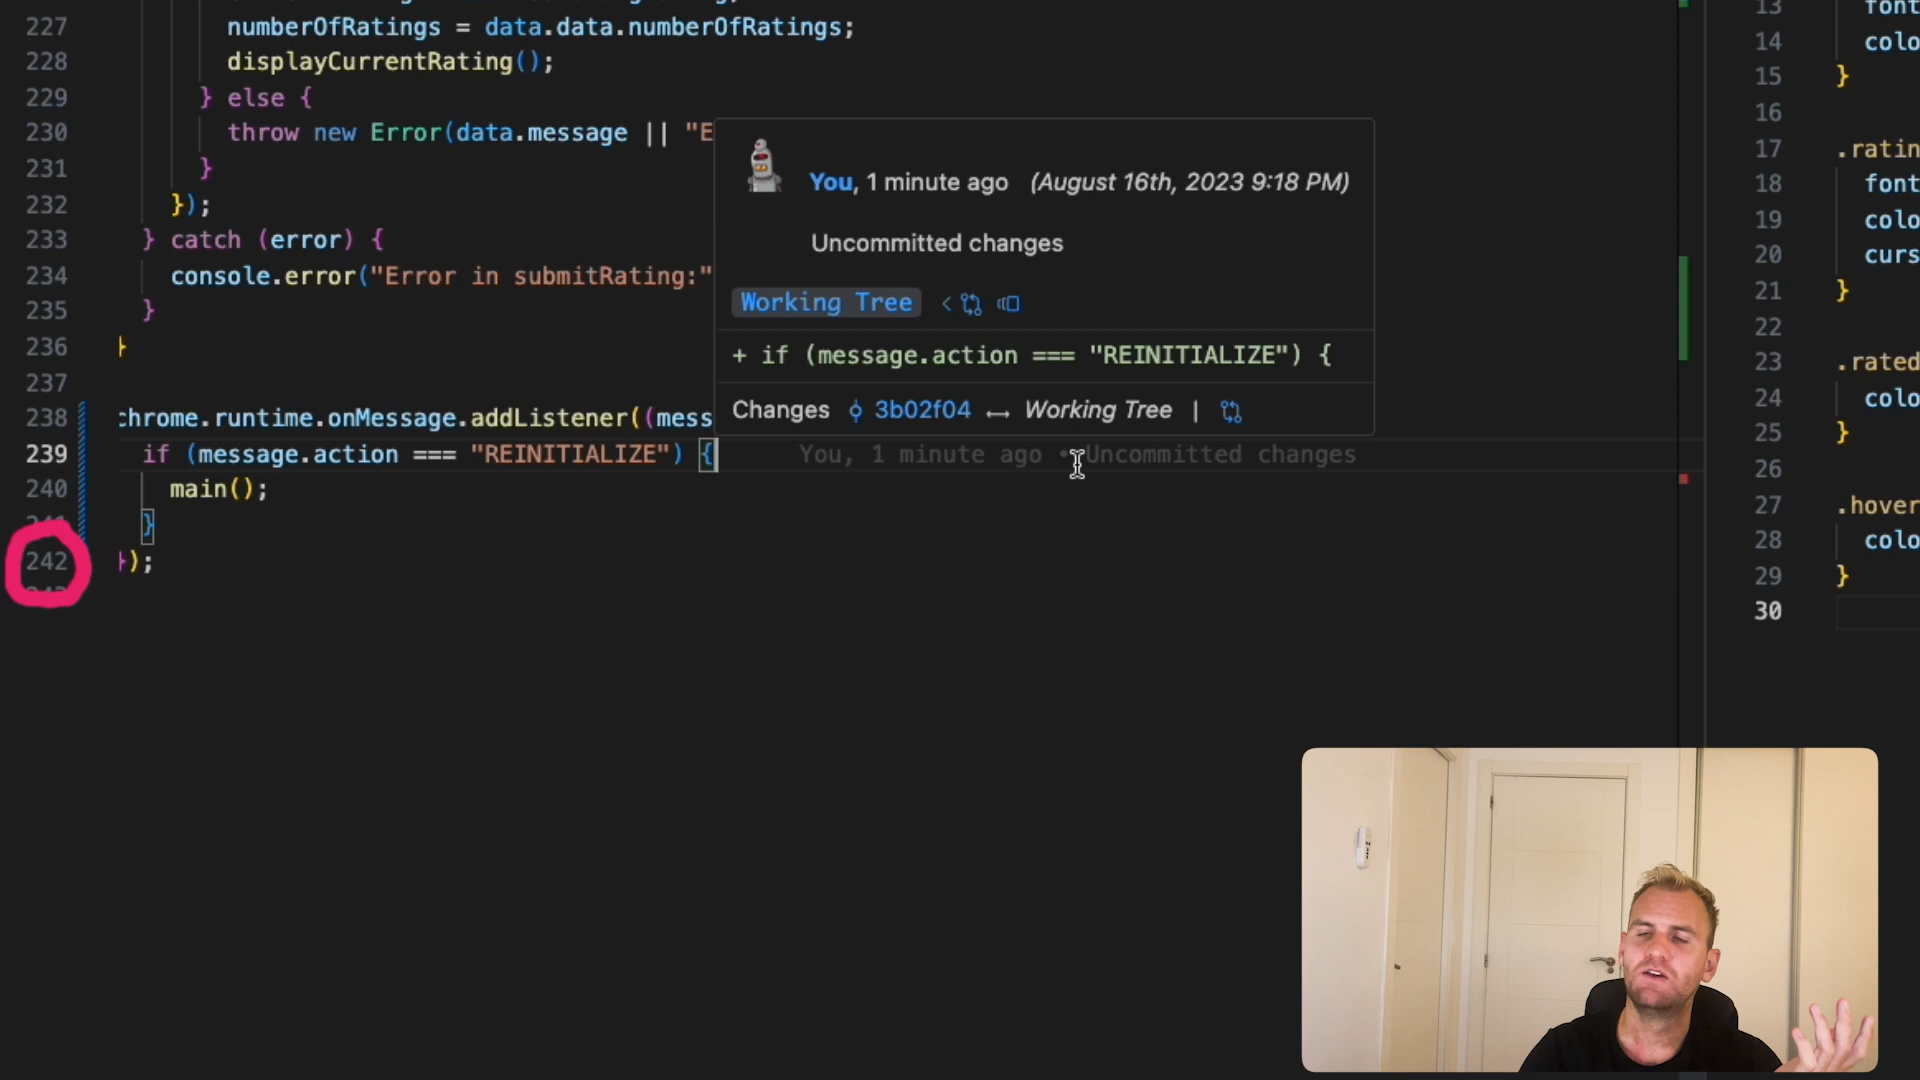 227 numberOfRatings = data.data.numberOfRatings;
228 displayCurrentRating();
229 } else {
230 throw new Error(data.message || "E
231 }
232 });
233 } catch (error) {
234 console.error("Error in submitRating:"
235 }
236 }
237
238 chrome.runtime.onMessage.addListener((mess
239 if (message.action === "REINITIALIZE") { You, 1 minute ago • Uncommitted changes
240 main();
241 }
242 });
243
You, 1 minute ago (August 16th, 2023 9:18 PM)
Uncommitted changes
Working Tree
+ if (message.action === "REINITIALIZE") {
Changes 3b02f04 ↔ Working Tree |
13 font
14 colo
15 }
16
17 .ratin
18 font
19 colo
20 curs
21 }
22
23 .rated
24 colo
25 }
26
27 .hover
28 colo
29 }
30